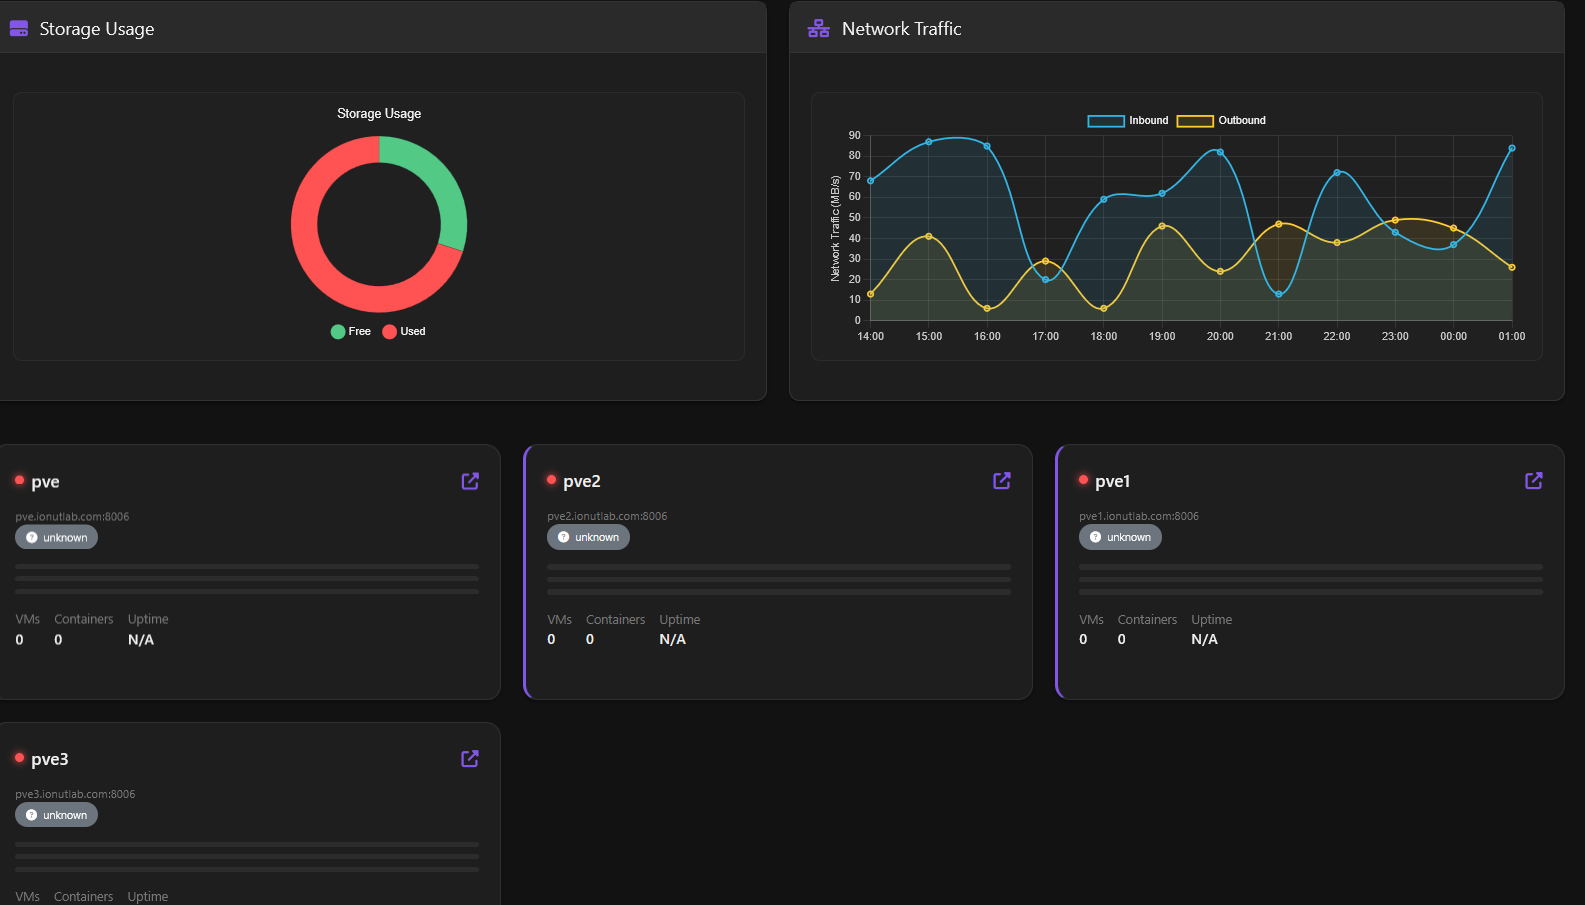 Storage Usage
Network Traffic
Storage Usage
Free Used
Inbound Outbound
Network Traffic (MB/s)
90
80
70
60
50
40
30
20
10
0
14:00 15:00 16:00 17:00 18:00 19:00 20:00 21:00 22:00 23:00 00:00 01:00
pve
pve.ionutlab.com:8006
unknown
VMs Containers Uptime
0 0 N/A
pve2
pve2.ionutlab.com:8006
unknown
VMs Containers Uptime
0 0 N/A
pve1
pve1.ionutlab.com:8006
unknown
VMs Containers Uptime
0 0 N/A
pve3
pve3.ionutlab.com:8006
unknown
VMs Containers Uptime